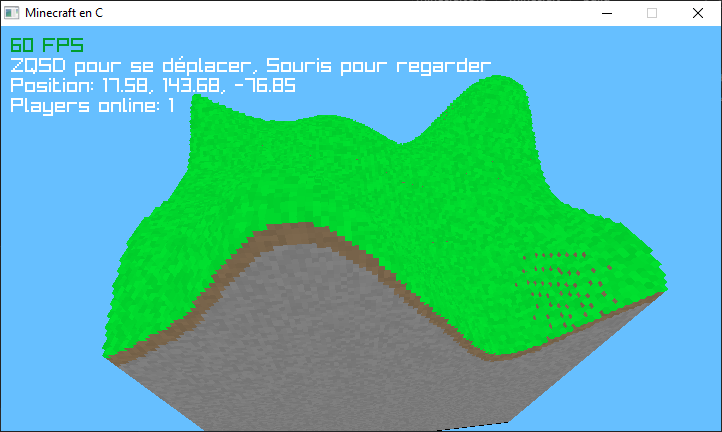 Minecraft en C
60 FPS
ZQSD pour se déplacer, Souris pour regarder
Position: 17.58, 143.68, -76.85
Players online: 1